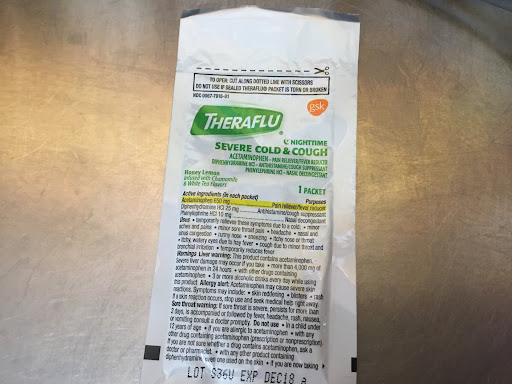 TO OPEN: CUT ALONG DOTTED LINE WITH SCISSORS
DO NOT USE IF SEALED THERAFLU PACKET IS TORN OR BROKEN
NDC 0067-7916-01
gsk
THERAFLU®
NIGHTTIME
SEVERE COLD & COUGH
ACETAMINOPHEN - PAIN RELIEVER/FEVER REDUCER
DIPHENHYDRAMINE HCl - ANTIHISTAMINE/COUGH SUPPRESSANT
PHENYLEPHRINE HCl - NASAL DECONGESTANT
Honey Lemon
Infused with Chamomile
& White Tea Flavors
1 PACKET
Active ingredients (in each packet) Purposes
Acetaminophen 650 mg Pain reliever/fever reducer
Diphenhydramine HCl 25 mg Antihistamine/cough suppressant
Phenylephrine HCl 10 mg Nasal decongestant
Uses • temporarily relieves these symptoms due to a cold: • minor
aches and pains • minor sore throat pain • headache • nasal and
sinus congestion • runny nose • sneezing • itchy nose or throat
• itchy, watery eyes due to hay fever • cough due to minor throat and
bronchial irritation • temporarily reduces fever
Warnings Liver warning: This product contains acetaminophen.
Severe liver damage may occur if you take • more than 4,000 mg of
acetaminophen in 24 hours • with other drugs containing
acetaminophen • 3 or more alcoholic drinks every day while using
this product. Allergy alert: Acetaminophen may cause severe skin
reactions. Symptoms may include: • skin reddening • blisters • rash
If a skin reaction occurs, stop use and seek medical help right away.
Sore throat warning: If sore throat is severe, persists for more than
2 days, is accompanied or followed by fever, headache, rash, nausea,
or vomiting consult a doctor promptly. Do not use • in a child under
12 years of age • if you are allergic to acetaminophen • with any
other drug containing acetaminophen (prescription or nonprescription).
If you are not sure whether a drug contains acetaminophen, ask a
doctor or pharmacist. • with any other product containing
diphenhydramine, even one used on the skin • if you are now taking
LOT S36U EXP DEC18 a